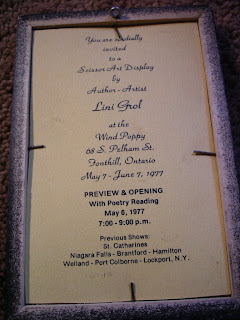 You are cordially
invited
to a
Scissor Art Display
by
Author - Artist
Lini Grol
at the
Wind Poppy
68 S. Pelham St.
Fonthill, Ontario
May 7 - June 7, 1977
PREVIEW & OPENING
With Poetry Reading
May 6, 1977
7:00 - 9:00 p.m.
Previous Shows:
St. Catharines
Niagara Falls - Brantford - Hamilton
Welland - Port Colborne - Lockport, N.Y.